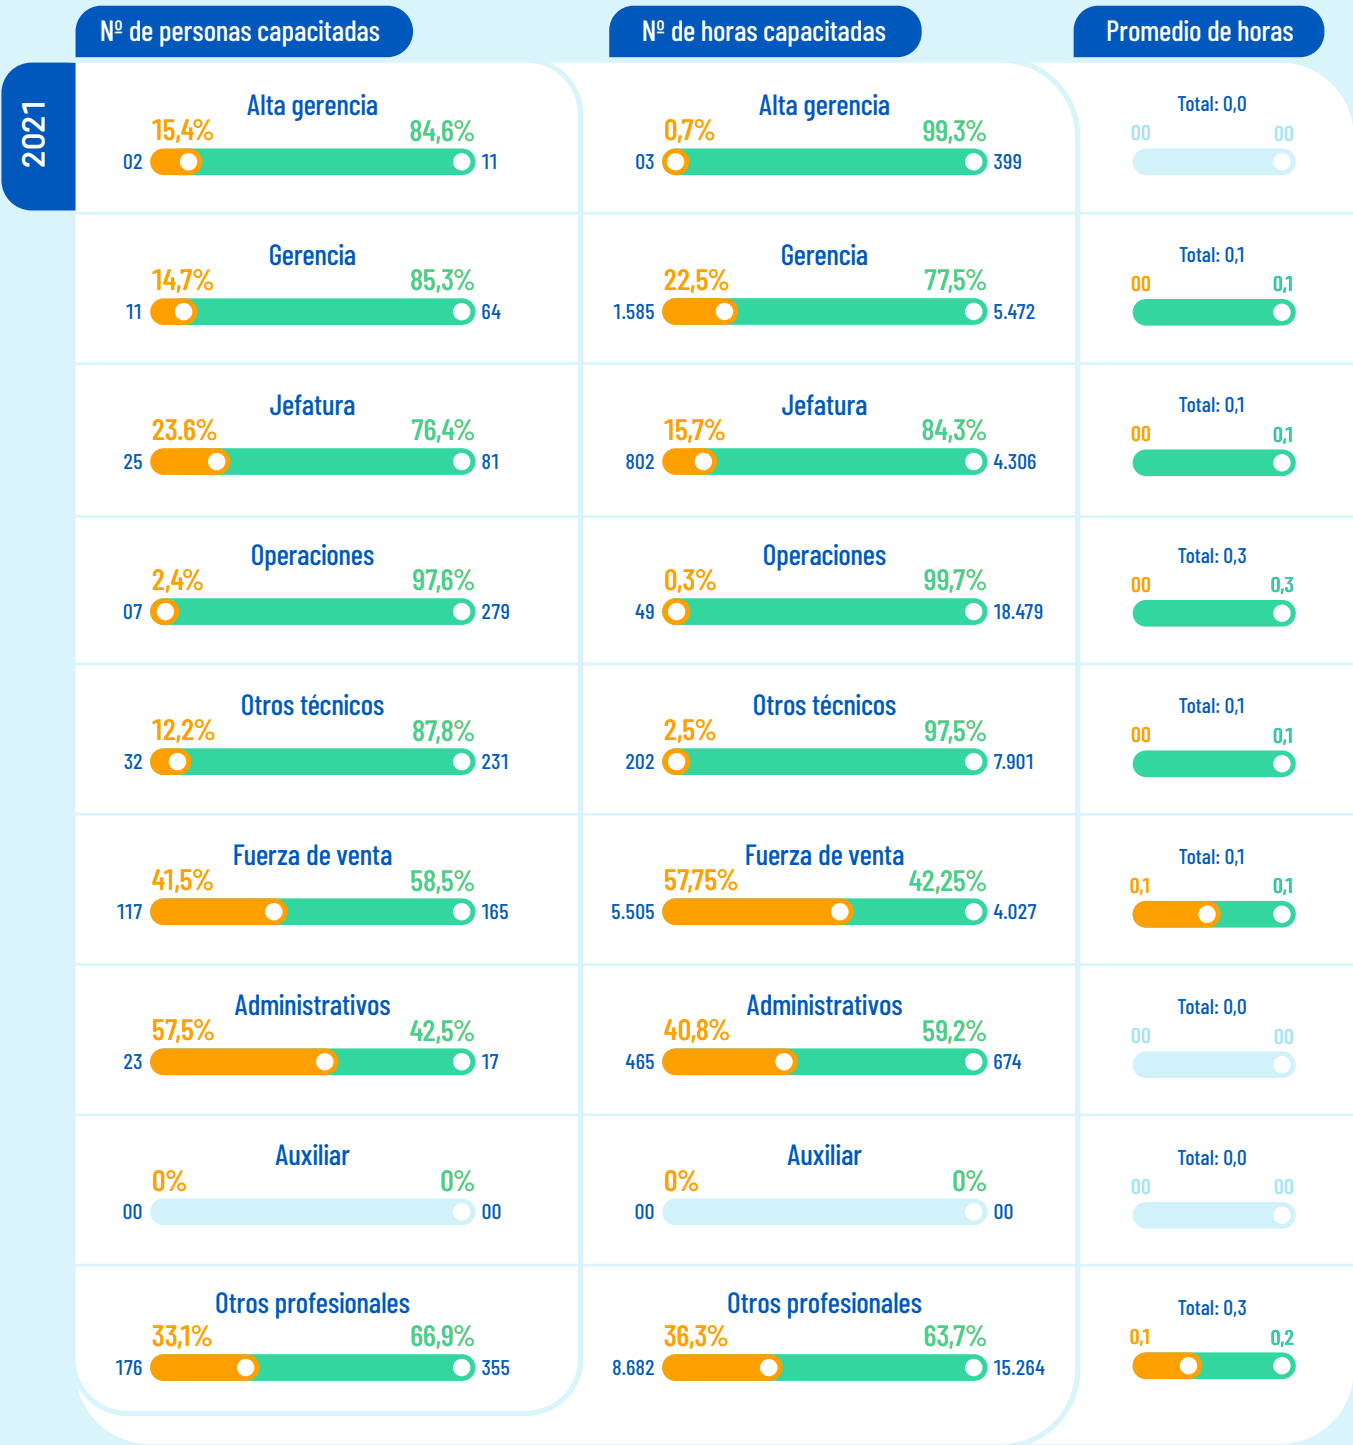 Nº de personas capacitadas
Nº de horas capacitadas
Promedio de horas
2021
Alta gerencia
15,4% 84,6%
02 11
Alta gerencia
0,7% 99,3%
03 399
Total: 0,0
00 00
Gerencia
14,7% 85,3%
11 64
Gerencia
22,5% 77,5%
1.585 5.472
Total: 0,1
00 0,1
Jefatura
23.6% 76,4%
25 81
Jefatura
15,7% 84,3%
802 4.306
Total: 0,1
00 0,1
Operaciones
2,4% 97,6%
07 279
Operaciones
0,3% 99,7%
49 18.479
Total: 0,3
00 0,3
Otros técnicos
12,2% 87,8%
32 231
Otros técnicos
2,5% 97,5%
202 7.901
Total: 0,1
00 0,1
Fuerza de venta
41,5% 58,5%
117 165
Fuerza de venta
57,75% 42,25%
5.505 4.027
Total: 0,1
0,1 0,1
Administrativos
57,5% 42,5%
23 17
Administrativos
40,8% 59,2%
465 674
Total: 0,0
00 00
Auxiliar
0% 0%
00 00
Auxiliar
0% 0%
00 00
Total: 0,0
00 00
Otros profesionales
33,1% 66,9%
176 355
Otros profesionales
36,3% 63,7%
8.682 15.264
Total: 0,3
0,1 0,2